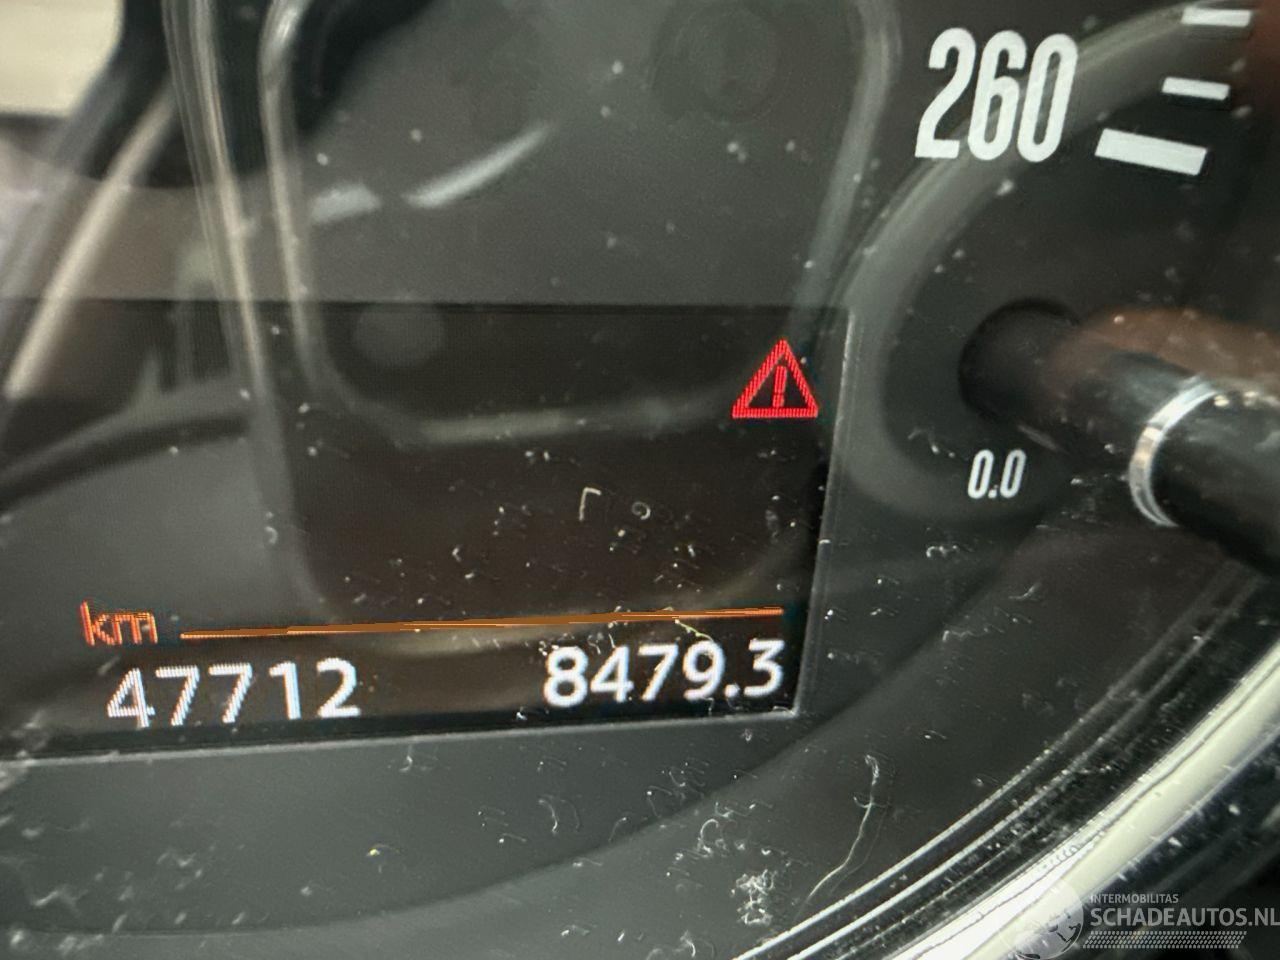 260
0.0
km
47712 8479.3
INTERMOBILITAS
SCHADEAUTOS.NL